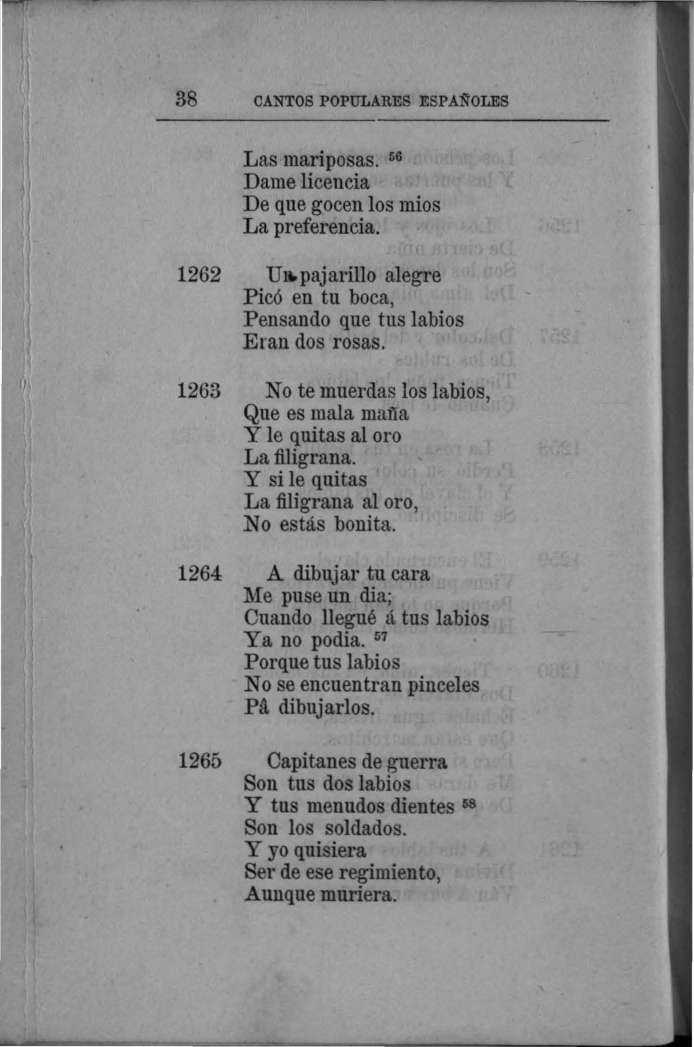 38 CANTOS POPULARES ESPAÑOLES
Las mariposas. 56
Dame licencia
De que gocen los mios
La preferencia.
1262 Un pajarillo alegre
Picó en tu boca,
Pensando que tus labios
Eran dos rosas.
1263 No te muerdas los labios,
Que es mala maña
Y le quitas al oro
La filigrana.
Y si le quitas
La filigrana al oro,
No estás bonita.
1264 A dibujar tu cara
Me puse un dia;
Cuando llegué á tus labios
Ya no podia. 57
Porque tus labios
No se encuentran pinceles
Pâ dibujarlos.
1265 Capitanes de guerra
Son tus dos labios
Y tus menudos dientes 58
Son los soldados.
Y yo quisiera
Ser de ese regimiento,
Aunque muriera.